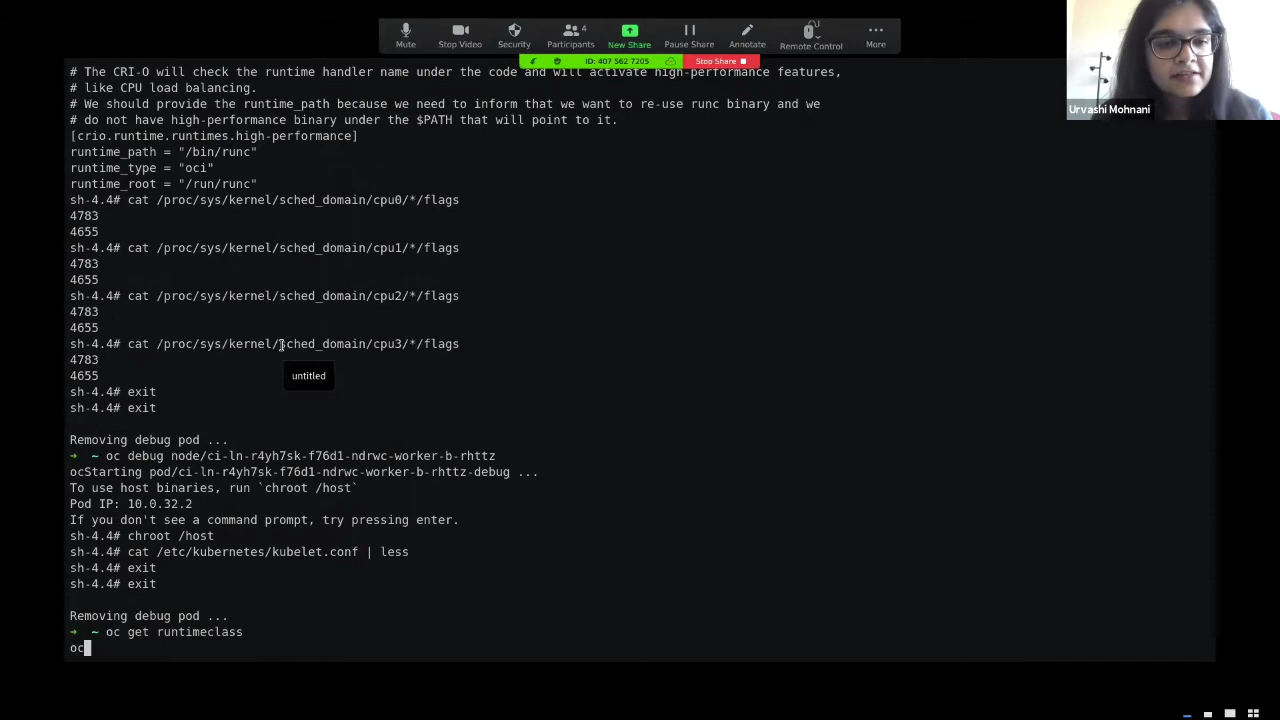 Mute
Stop Video
Security
Participants
4
New Share
Pause Share
Annotate
Remote Control
More
ID: 407 562 7205
Stop Share
Urvashi Mohnani
# The CRI-O will check the runtime handler name under the code and will activate high-performance features,
# like CPU load balancing.
# We should provide the runtime_path because we need to inform that we want to re-use runc binary and we
# do not have high-performance binary under the $PATH that will point to it.
[crio.runtime.runtimes.high-performance]
runtime_path = "/bin/runc"
runtime_type = "oci"
runtime_root = "/run/runc"
sh-4.4# cat /proc/sys/kernel/sched_domain/cpu0/*/flags
4783
4655
sh-4.4# cat /proc/sys/kernel/sched_domain/cpu1/*/flags
4783
4655
sh-4.4# cat /proc/sys/kernel/sched_domain/cpu2/*/flags
4783
4655
sh-4.4# cat /proc/sys/kernel/sched_domain/cpu3/*/flags
4783
4655
untitled
sh-4.4# exit
sh-4.4# exit
Removing debug pod ...
➜ ~ oc debug node/ci-ln-r4yh7sk-f76d1-ndrwc-worker-b-rhttz
ocStarting pod/ci-ln-r4yh7sk-f76d1-ndrwc-worker-b-rhttz-debug ...
To use host binaries, run `chroot /host`
Pod IP: 10.0.32.2
If you don't see a command prompt, try pressing enter.
sh-4.4# chroot /host
sh-4.4# cat /etc/kubernetes/kubelet.conf | less
sh-4.4# exit
sh-4.4# exit
Removing debug pod ...
➜ ~ oc get runtimeclass
oc